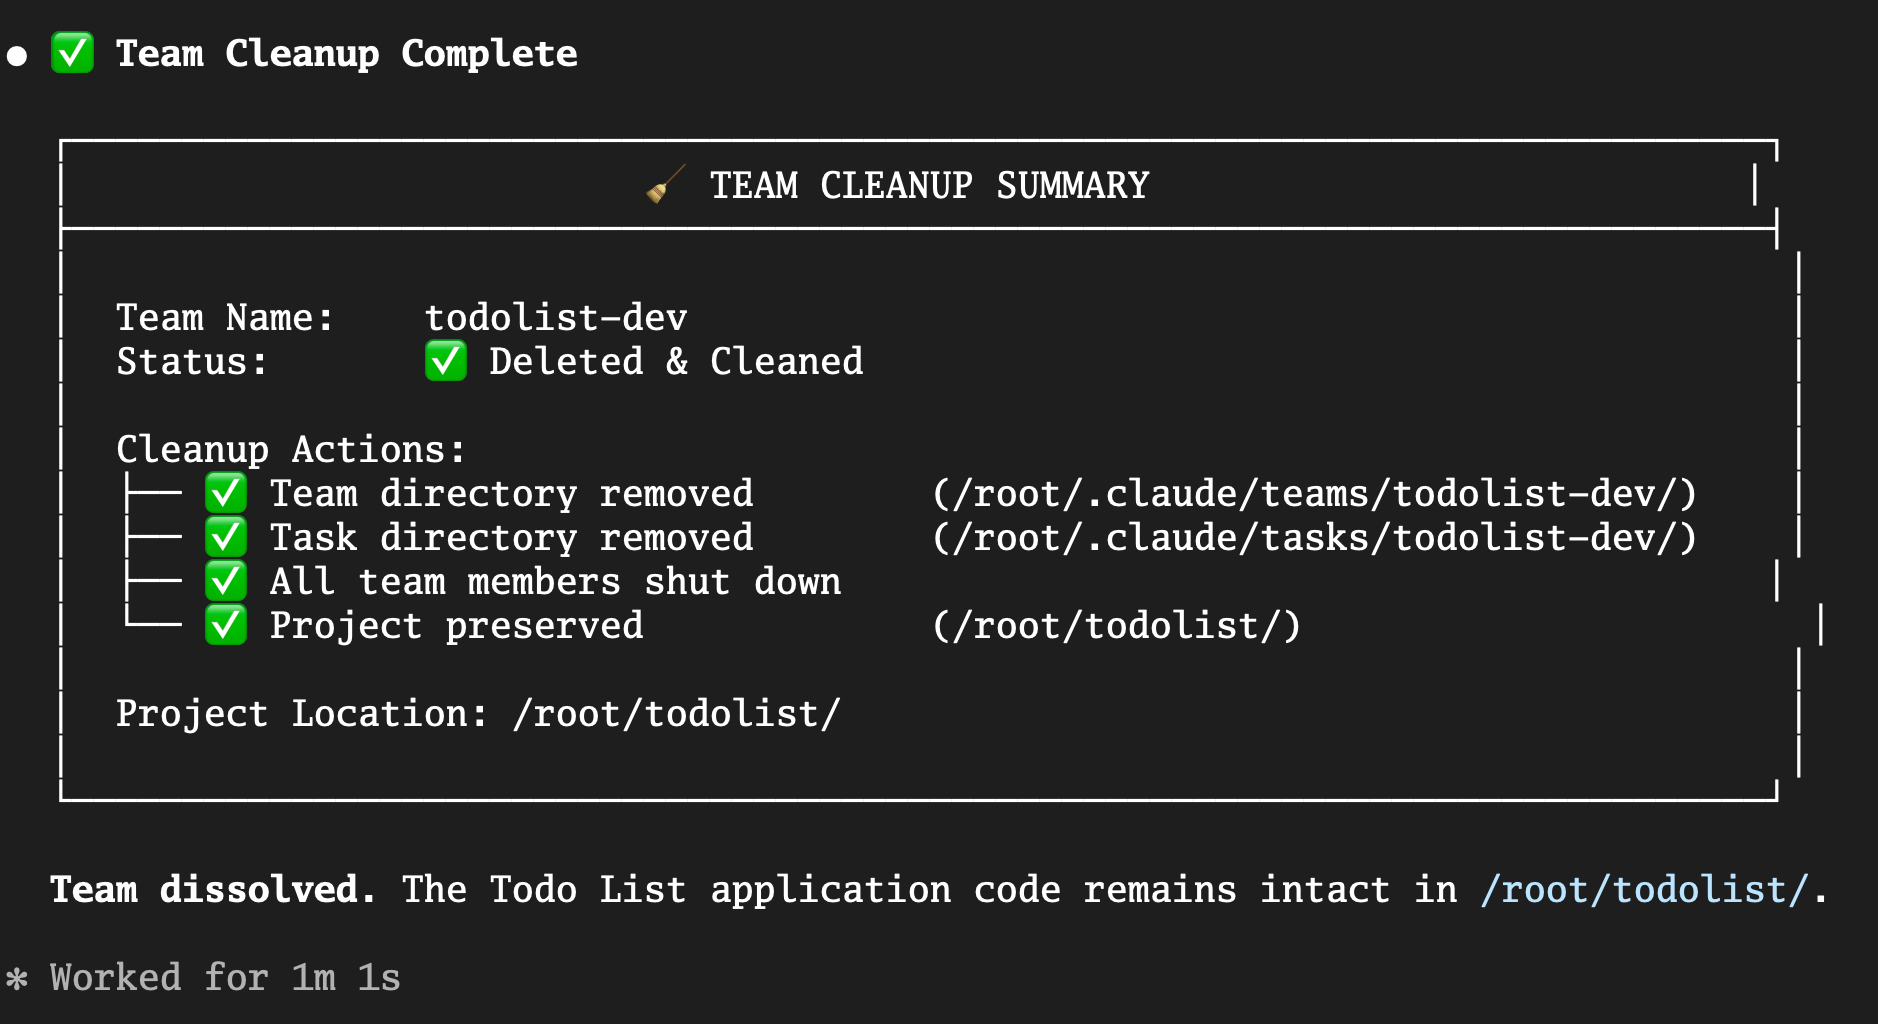 ● ✅ Team Cleanup Complete
🧹 TEAM CLEANUP SUMMARY
Team Name: todolist-dev
Status: ✅ Deleted & Cleaned
Cleanup Actions:
├── ✅ Team directory removed (/root/.claude/teams/todolist-dev/)
├── ✅ Task directory removed (/root/.claude/tasks/todolist-dev/)
├── ✅ All team members shut down
└── ✅ Project preserved (/root/todolist/)
Project Location: /root/todolist/
Team dissolved. The Todo List application code remains intact in /root/todolist/.
✻ Worked for 1m 1s